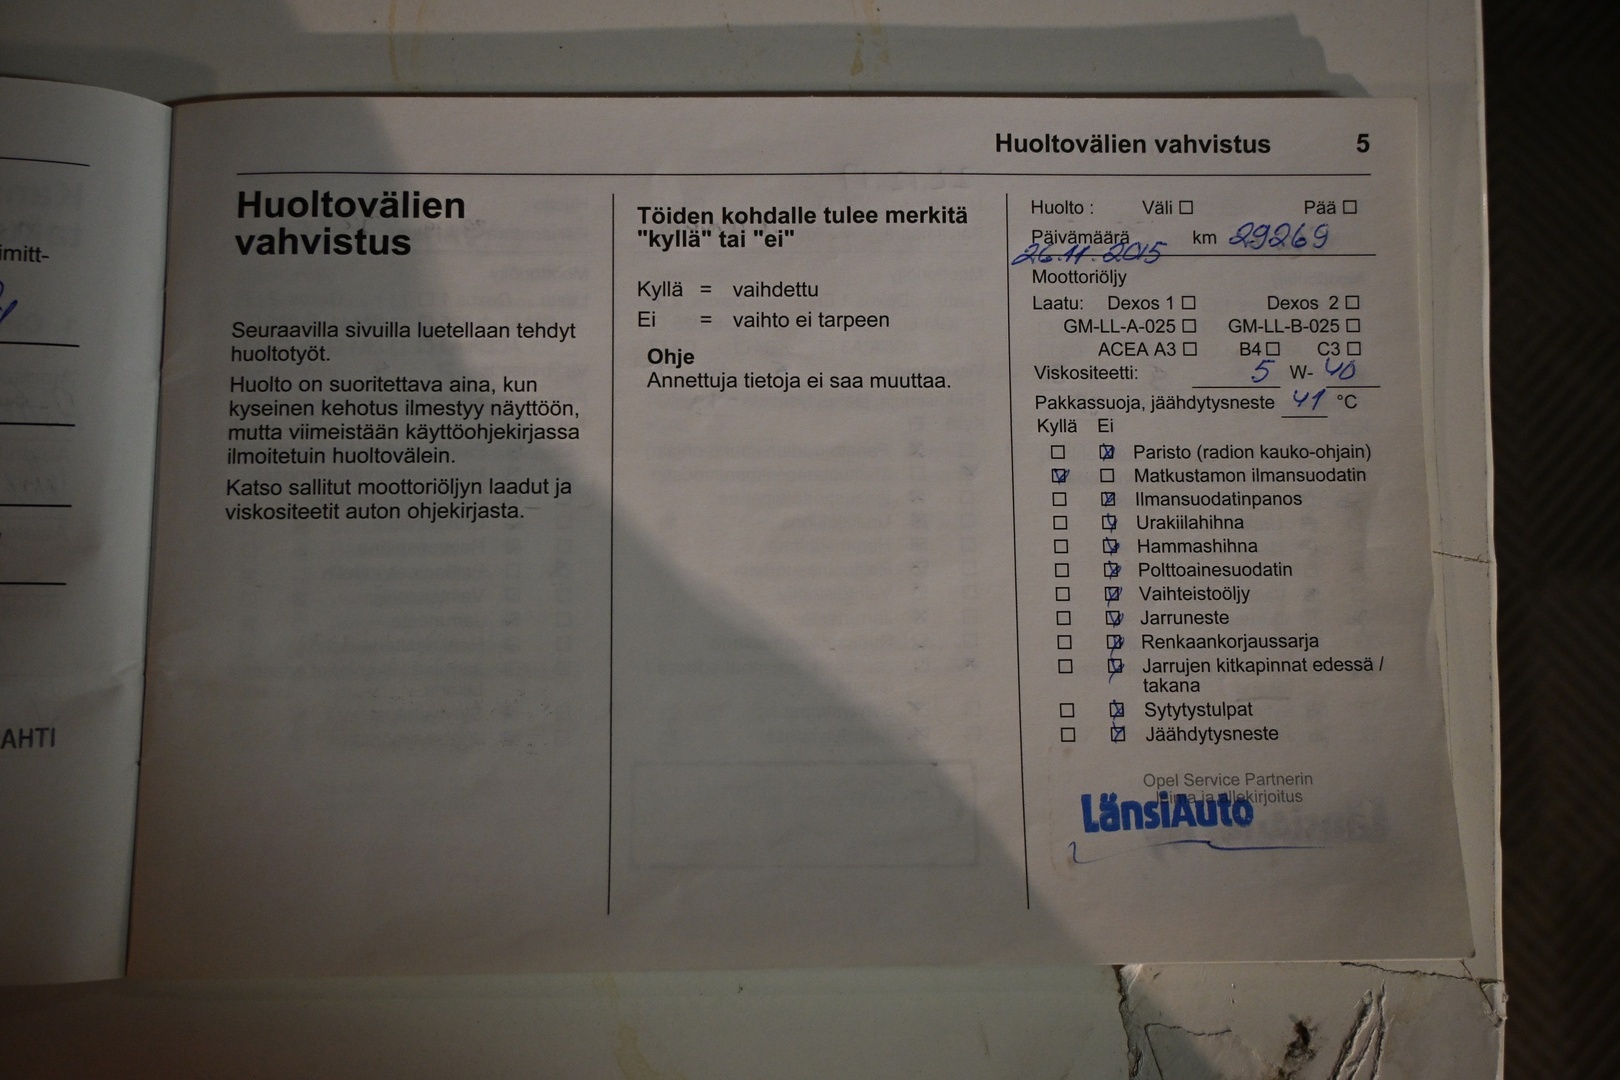 imitt-
AHTI
Huoltovälien vahvistus 5
Huoltovälien
vahvistus
Seuraavilla sivuilla luetellaan tehdyt
huoltotyöt.
Huolto on suoritettava aina, kun
kyseinen kehotus ilmestyy näyttöön,
mutta viimeistään käyttöohjekirjassa
ilmoitetuin huoltovälein.
Katso sallitut moottoriöljyn laadut ja
viskositeetit auton ohjekirjasta.
Töiden kohdalle tulee merkitä
"kyllä" tai "ei"
Kyllä = vaihdettu
Ei = vaihto ei tarpeen
Ohje
Annettuja tietoja ei saa muuttaa.
Huolto : Väli ☐ Pää ☐
Päivämäärä km 29269
26.11.2015
Moottoriöljy
Laatu: Dexos 1 ☐ Dexos 2 ☐
GM-LL-A-025 ☐ GM-LL-B-025 ☐
ACEA A3 ☐ B4 ☐ C3 ☐
Viskositeetti: 5 W- 40
Pakkassuoja, jäähdytysneste 41 °C
Kyllä Ei
☐ ☒ Paristo (radion kauko-ohjain)
☒ ☐ Matkustamon ilmansuodatin
☐ ☒ Ilmansuodatinpanos
☐ ☒ Urakiilahihna
☐ ☒ Hammashihna
☐ ☒ Polttoainesuodatin
☐ ☒ Vaihteistoöljy
☐ ☒ Jarruneste
☐ ☒ Renkaankorjaussarja
☐ ☒ Jarrujen kitkapinnat edessä /
takana
☐ ☒ Sytytystulpat
☐ ☒ Jäähdytysneste
Opel Service Partnerin
leima ja allekirjoitus
LänsiAuto